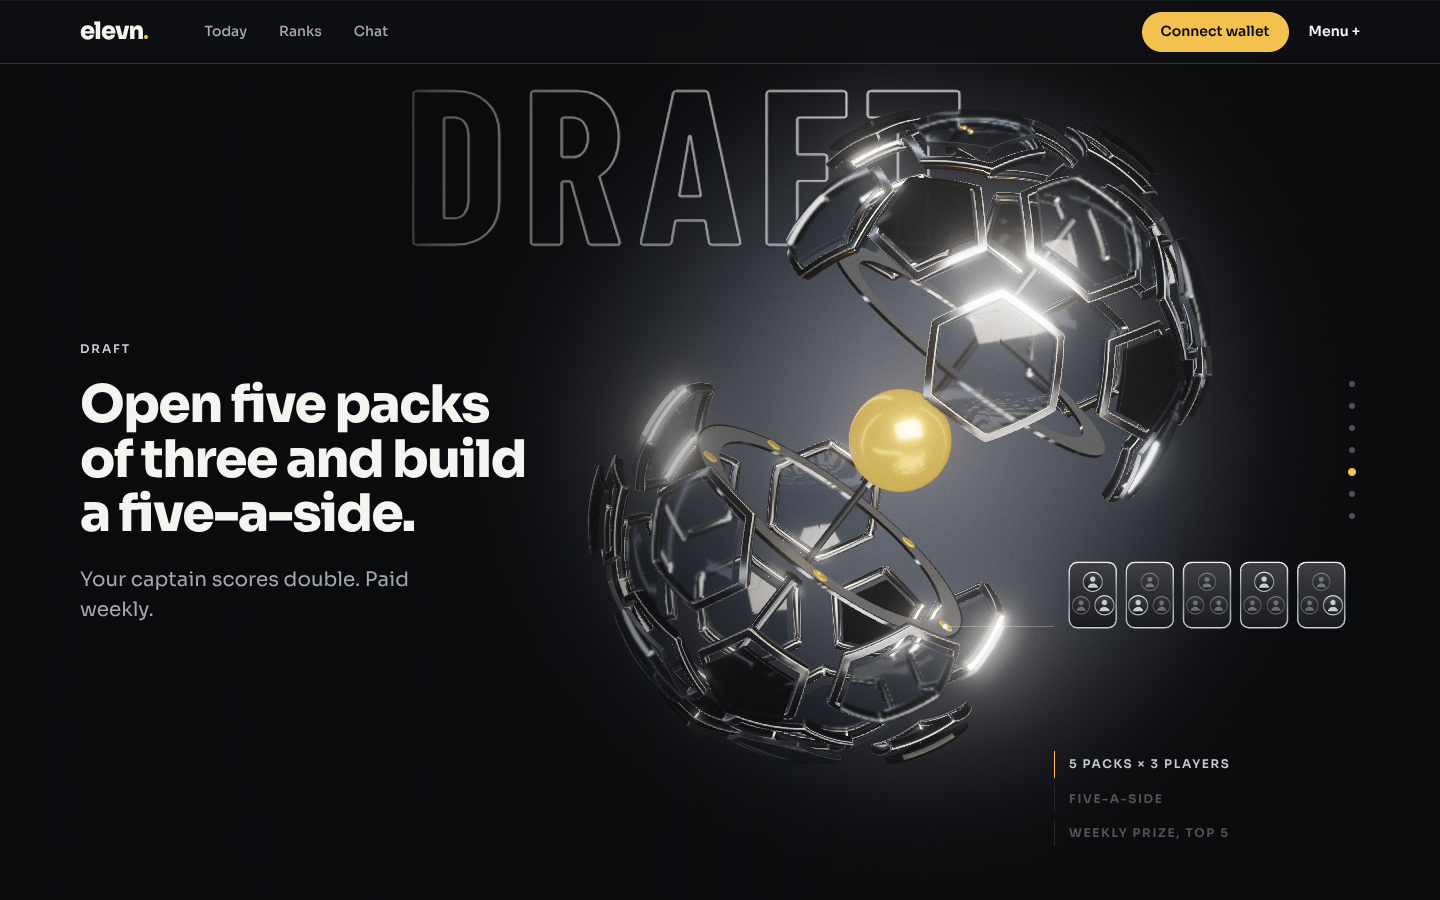 elevn.
Today
Ranks
Chat
Connect wallet
Menu +
DRAFT
DRAFT
Open five packs
of three and build
a five-a-side.
Your captain scores double. Paid
weekly.
5 PACKS × 3 PLAYERS
FIVE-A-SIDE
WEEKLY PRIZE, TOP 5